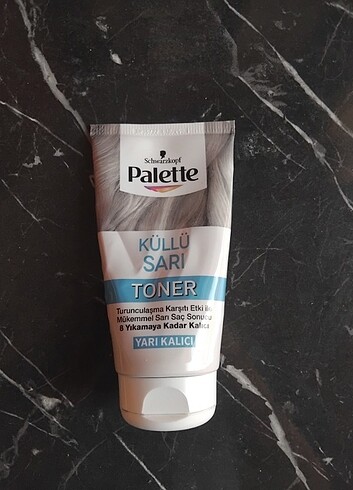 Schwarzkopf
Palette
KÜLLÜ
SARI
TONER
Turunculaşma Karşıtı Etki ile
Mükemmel Sarı Saç Sonucu
8 Yıkamaya Kadar Kalıcı
YARI KALICI